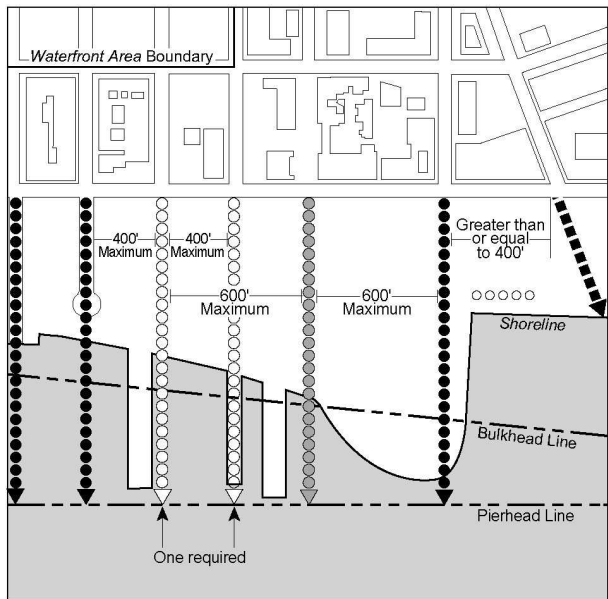 Waterfront Area Boundary
400'
Maximum
400'
Maximum
Greater than
or equal
to 400'
600'
Maximum
600'
Maximum
Shoreline
Bulkhead Line
Pierhead Line
One required